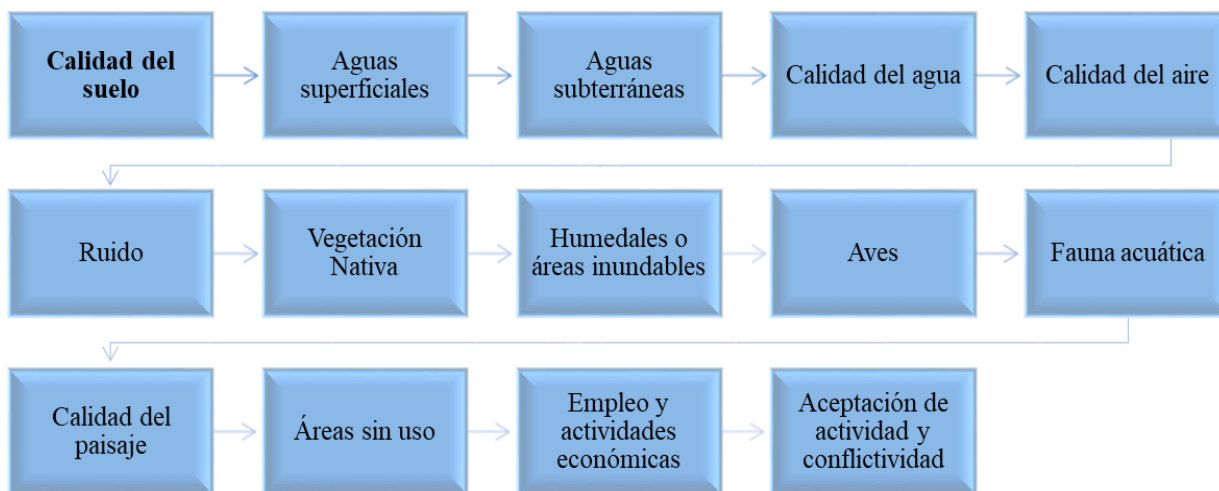 Calidad del
suelo
Aguas
superficiales
Aguas
subterráneas
Calidad del agua
Calidad del aire
Ruido
Vegetación
Nativa
Humedales o
áreas inundables
Aves
Fauna acuática
Calidad del
paisaje
Áreas sin uso
Empleo y
actividades
económicas
Aceptación de
actividad y
conflictividad